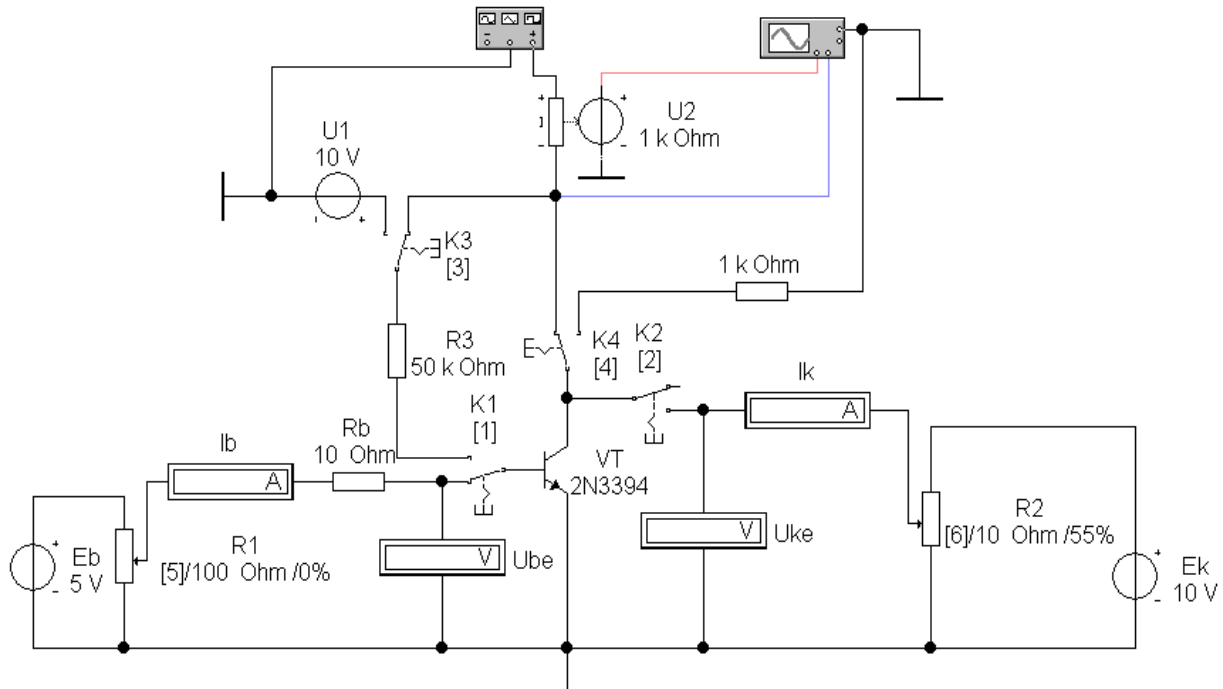 U1
10 V
U2
1 k Ohm
K3
[3]
1 k Ohm
R3
50 k Ohm
K4
[4]
K2
[2]
Ik
A
K1
[1]
Ib
A
Rb
10 Ohm
VT
2N3394
V
Ube
V
Uke
Eb
5 V
R1
[5]/100 Ohm /0%
R2
[6]/10 Ohm /55%
Ek
10 V